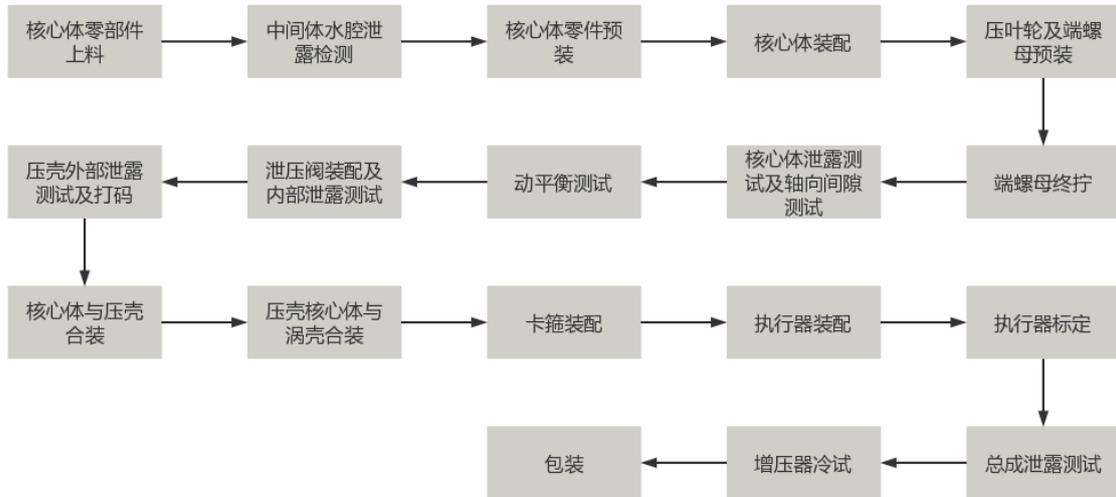 核心体零部件
上料
中间体水腔泄
露检测
核心体零件预
装
核心体装配
压叶轮及端螺
母预装
端螺母终拧
核心体泄露测
试及轴向间隙
测试
动平衡测试
泄压阀装配及
内部泄露测试
压壳外部泄露
测试及打码
核心体与压壳
合装
压壳核心体与
涡壳合装
卡箍装配
执行器装配
执行器标定
总成泄露测试
增压器冷试
包装